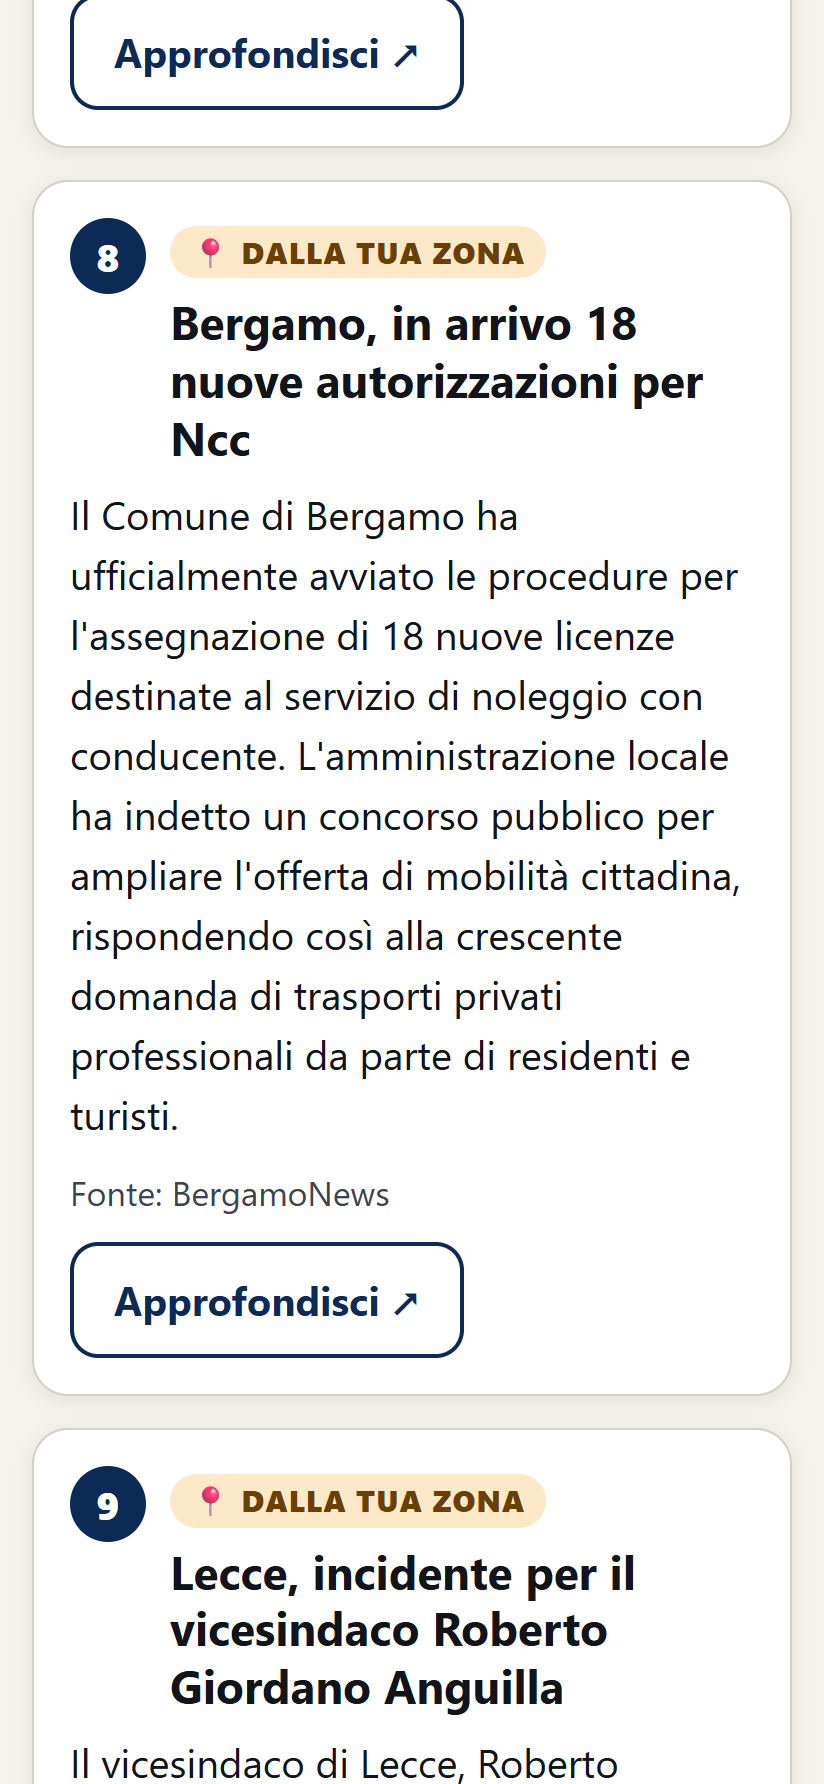 Approfondisci ↗
8
📍 DALLA TUA ZONA
Bergamo, in arrivo 18
nuove autorizzazioni per
Ncc
Il Comune di Bergamo ha
ufficialmente avviato le procedure per
l'assegnazione di 18 nuove licenze
destinate al servizio di noleggio con
conducente. L'amministrazione locale
ha indetto un concorso pubblico per
ampliare l'offerta di mobilità cittadina,
rispondendo così alla crescente
domanda di trasporti privati
professionali da parte di residenti e
turisti.
Fonte: BergamoNews
Approfondisci ↗
9
📍 DALLA TUA ZONA
Lecce, incidente per il
vicesindaco Roberto
Giordano Anguilla
Il vicesindaco di Lecce, Roberto